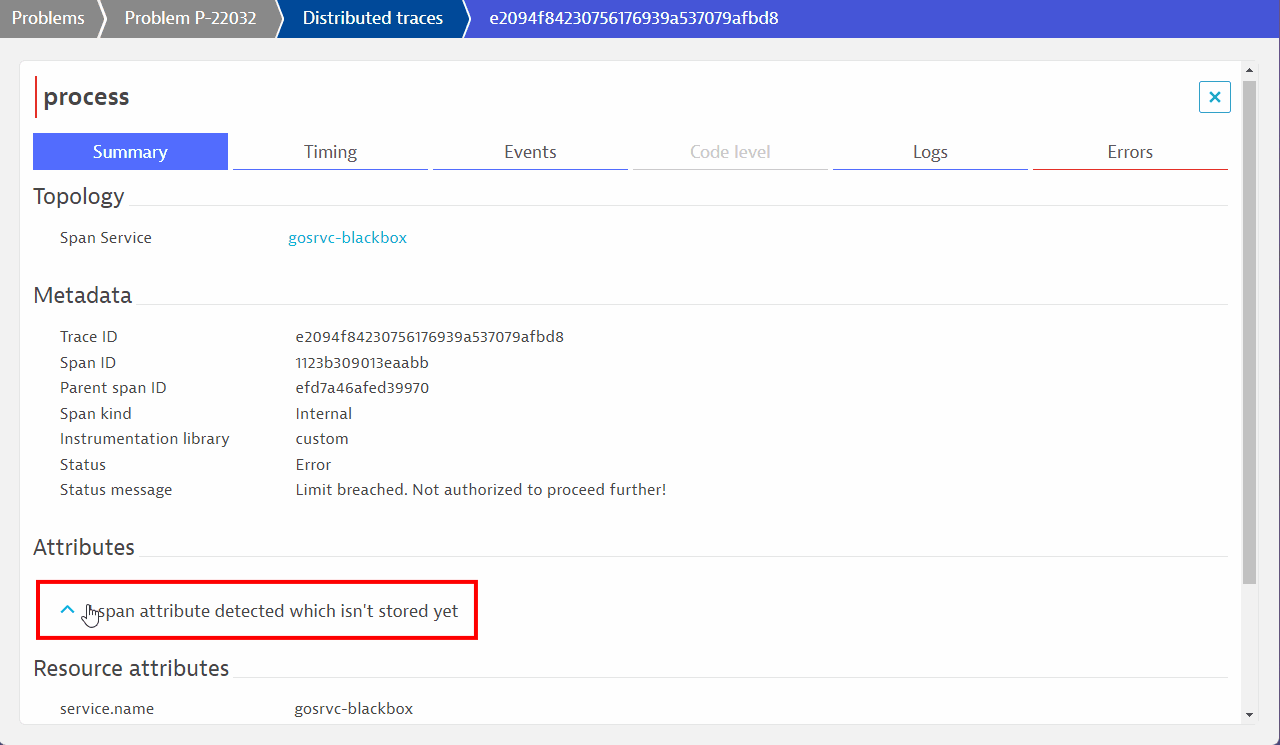 Problems Problem P-22032 Distributed traces e2094f84230756176939a537079afbd8
process
Summary Timing Events Code level Logs Errors
Topology
Span Service gosrvc-blackbox
Metadata
Trace ID e2094f84230756176939a537079afbd8
Span ID 1123b309013eaabb
Parent span ID efd7a46afed39970
Span kind Internal
Instrumentation library custom
Status Error
Status message Limit breached. Not authorized to proceed further!
Attributes
span attribute detected which isn't stored yet
Resource attributes
service.name gosrvc-blackbox